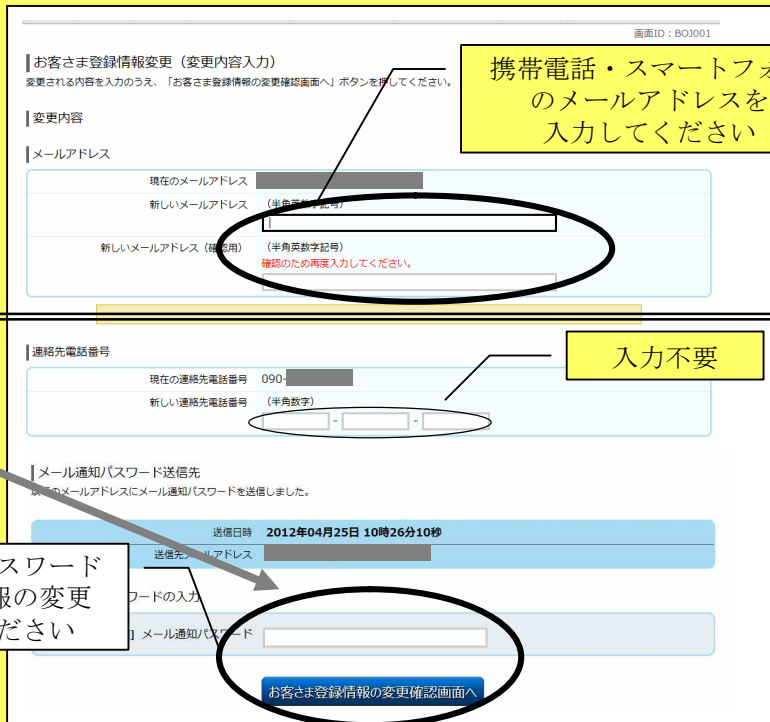 画面ID：BOJ001
お客さま登録情報変更（変更内容入力）
変更される内容を入力のうえ、「お客さま登録情報の変更確認画面へ」ボタンを押してください。
携帯電話・スマートフォ
のメールアドレスを
入力してください
変更内容
メールアドレス
現在のメールアドレス
新しいメールアドレス （半角英数字記号）
新しいメールアドレス（確認用） （半角英数字記号）
確認のため再度入力してください。
連絡先電話番号
入力不要
現在の連絡先電話番号 090-
新しい連絡先電話番号 （半角数字）
- -
メール通知パスワード送信先
のメールアドレスにメール通知パスワードを送信しました。
送信日時 2012年04月25日 10時26分10秒
送信先メールアドレス
スワード
報の変更
ださい
ワードの入力
] メール通知パスワード
お客さま登録情報の変更確認画面へ